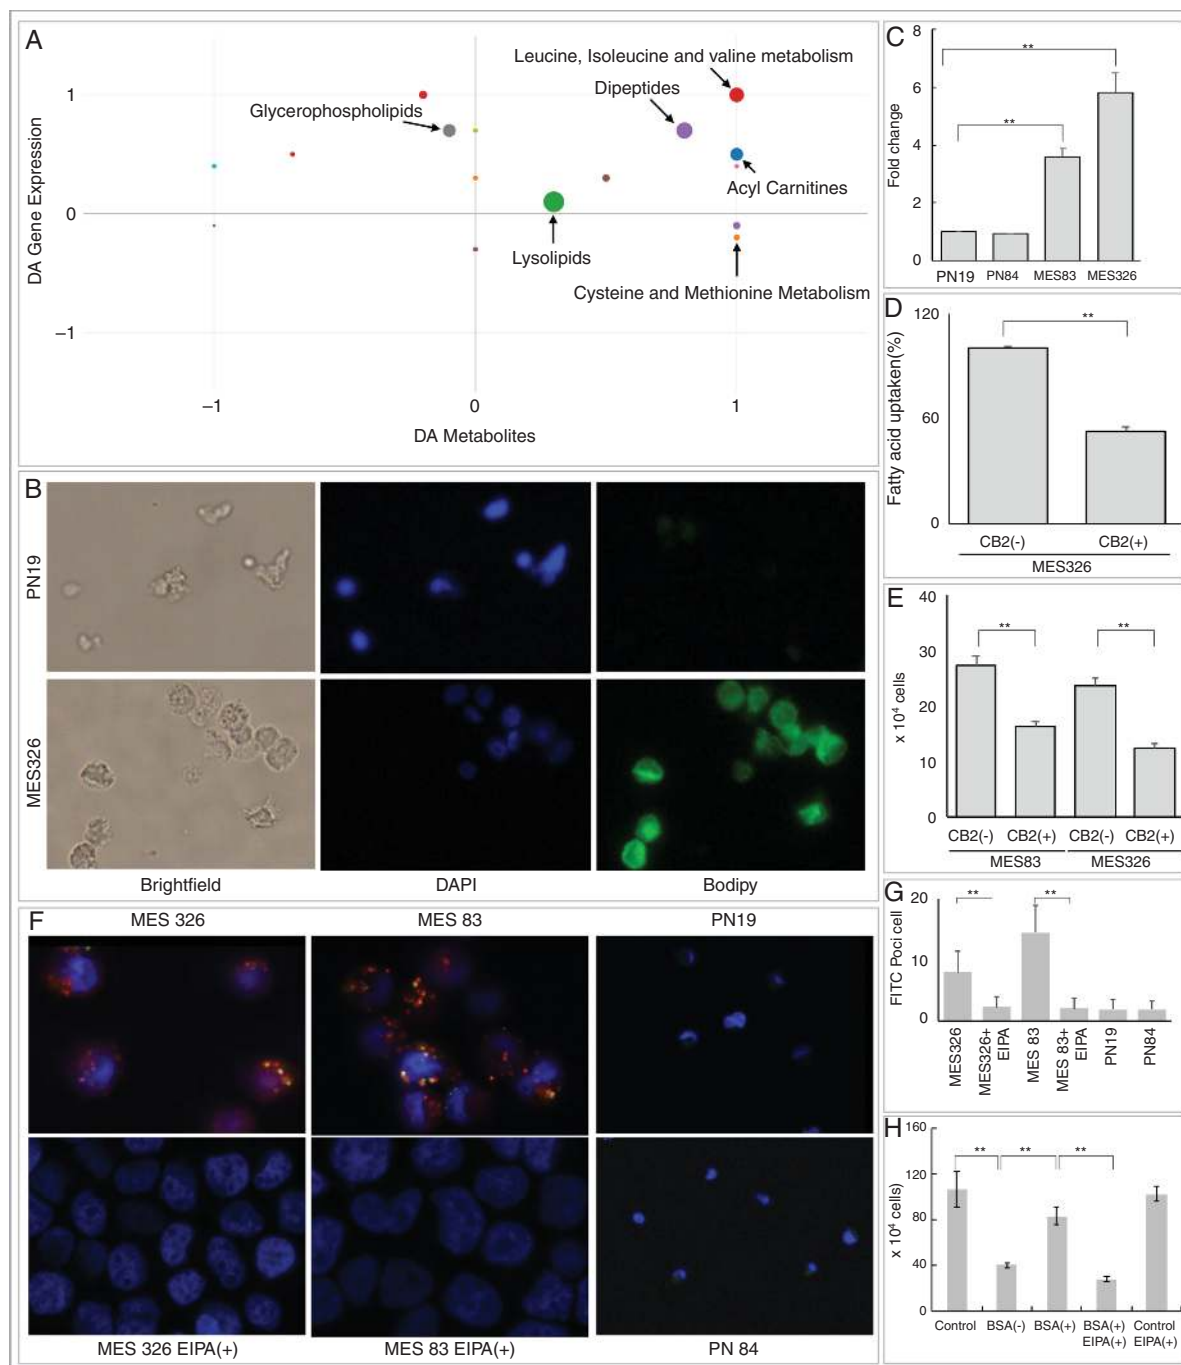 A
Leucine, Isoleucine and valine metabolism
Dipeptides
Glycerophospholipids
Acyl Carnitines
Lysolipids
Cysteine and Methionine Metabolism
DA Gene Expression
1
0
−1
−1
0
1
DA Metabolites
B
PN19
MES326
Brightfield
DAPI
Bodipy
C
Fold change
8
6
4
2
0
**
**
PN19
PN84
MES83
MES326
D
Fatty acid uptaken(%)
120
60
0
**
CB2(-)
CB2(+)
MES326
E
x 10⁴ cells
40
30
20
10
0
**
**
CB2(-) CB2(+) CB2(-) CB2(+)
MES83
MES326
F
MES 326
MES 83
PN19
MES 326 EIPA(+)
MES 83 EIPA(+)
PN 84
G
FITC Poci cell
20
10
0
**
**
MES326
MES326+ EIPA
MES 83
MES 83+ EIPA
PN19
PN84
H
x 10⁴ cells)
160
120
80
40
0
**
**
**
Control
BSA(-)
BSA(+)
BSA(+) EIPA(+)
Control EIPA(+)